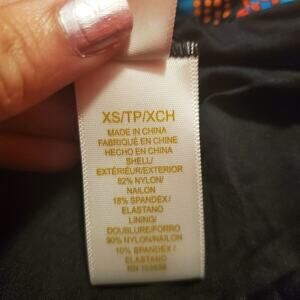 XS/TP/XCH
MADE IN CHINA
FABRIQUÉ EN CHINE
HECHO EN CHINA
SHELL/
EXTÉRIEUR/EXTERIOR
82% NYLON/
NAILON
18% SPANDEX/
ELASTANO
LINING/
DOUBLURE/FORRO
90% NYLON/NAILON
10% SPANDEX/
ELASTANO
RN